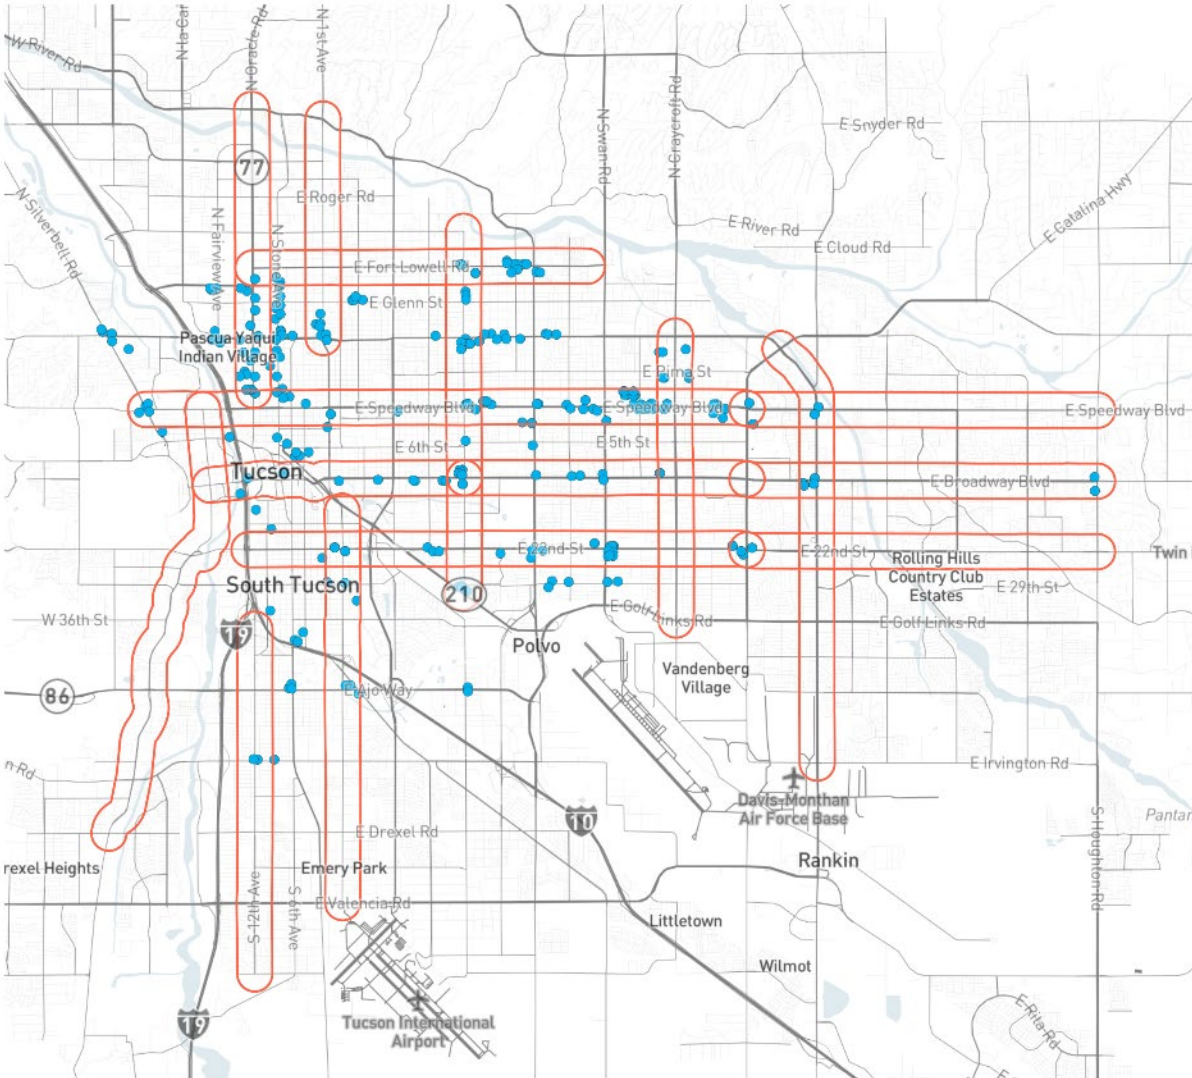 W River Rd
N La Ca
N Oracle Rd
N 1st Ave
N Swan Rd
N Craycroft Rd
E Snyder Rd
77
E Roger Rd
N Silverbell Rd
N Fairview Ave
N Stone Ave
E River Rd
E Catalina Hwy
E Cloud Rd
E Fort Lowell Rd
E Glenn St
Pascua Yaqui
Indian Village
E Pima St
E Speedway Blvd
E Speedway Blvd
E Speedway Blvd
E 6th St
E 5th St
Tucson
E Broadway Blvd
E 22nd St
E 22nd St
Twin
Rolling Hills
Country Club
Estates
E 29th St
South Tucson
210
W 36th St
19
E Golf Links Rd
E Golf Links Rd
Polvo
Vandenberg
Village
86
E Ajo Way
n Rd
E Irvington Rd
Davis-Monthan
Air Force Base
10
E Drexel Rd
Pantan
rexel Heights
Emery Park
Rankin
S Houghton Rd
S 12th Ave
S 6th Ave
E Valencia Rd
Littletown
Wilmot
19
Tucson International
Airport
E Rita Rd